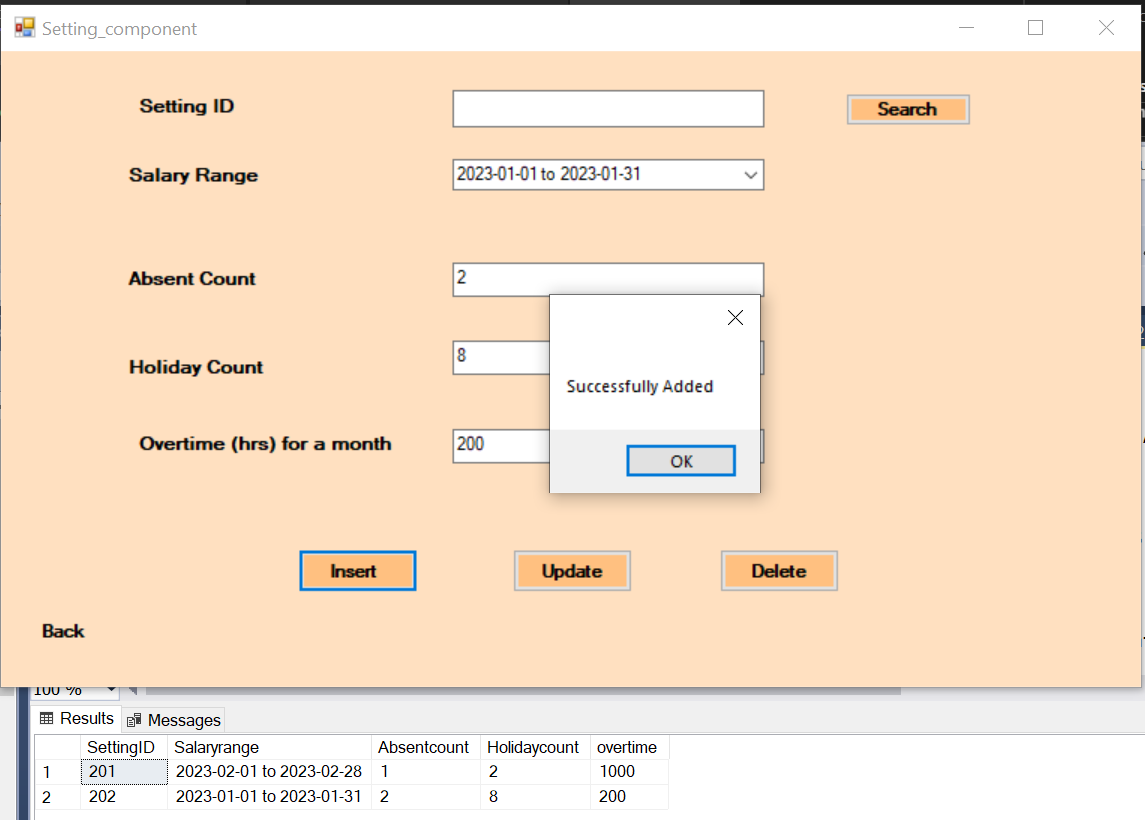 Setting_component
Setting ID
Search
Salary Range
2023-01-01 to 2023-01-31
Absent Count
2
Holiday Count
8
Successfully Added
Overtime (hrs) for a month
200
OK
Insert
Update
Delete
Back
100 %
Results
Messages
SettingID Salaryrange Absentcount Holidaycount overtime
1 201 2023-02-01 to 2023-02-28 1 2 1000
2 202 2023-01-01 to 2023-01-31 2 8 200